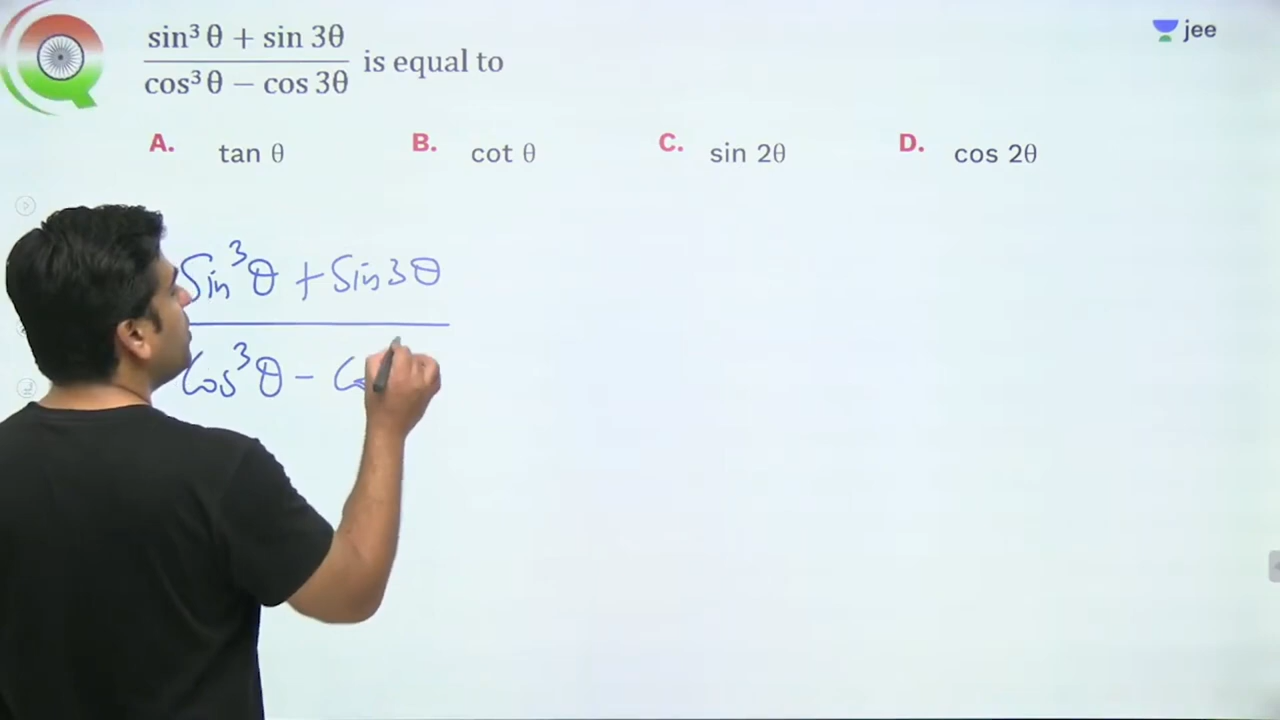 sin³ θ + sin 3θ
cos³ θ − cos 3θ
is equal to
jee
A. tan θ B. cot θ C. sin 2θ D. cos 2θ
Sin³θ + Sin3θ
Cos³θ − Co